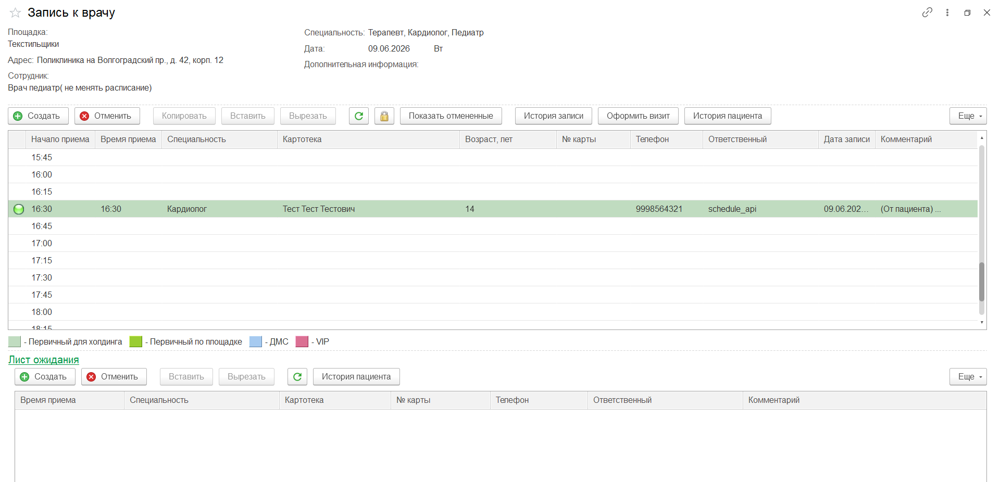 Запись к врачу
Площадка:
Текстильщики
Адрес: Поликлиника на Волгоградский пр., д. 42, корп. 12
Сотрудник:
Врач педиатр( не менять расписание)
Специальность: Терапевт, Кардиолог, Педиатр
Дата: 09.06.2026 Вт
Дополнительная информация:
Создать Отменить Копировать Вставить Вырезать Показать отмененные История записи Оформить визит История пациента Еще
Начало приема Время приема Специальность Картотека Возраст, лет № карты Телефон Ответственный Дата записи Комментарий
15:45
16:00
16:15
16:30 16:30 Кардиолог Тест Тест Тестович 14 9998564321 schedule_api 09.06.202... (От пациента) ...
16:45
17:00
17:15
17:30
17:45
18:00
18:15
- Первичный для холдинга - Первичный по площадке - ДМС - VIP
Лист ожидания
Создать Отменить Вставить Вырезать История пациента Еще
Время приема Специальность Картотека № карты Телефон Ответственный Комментарий